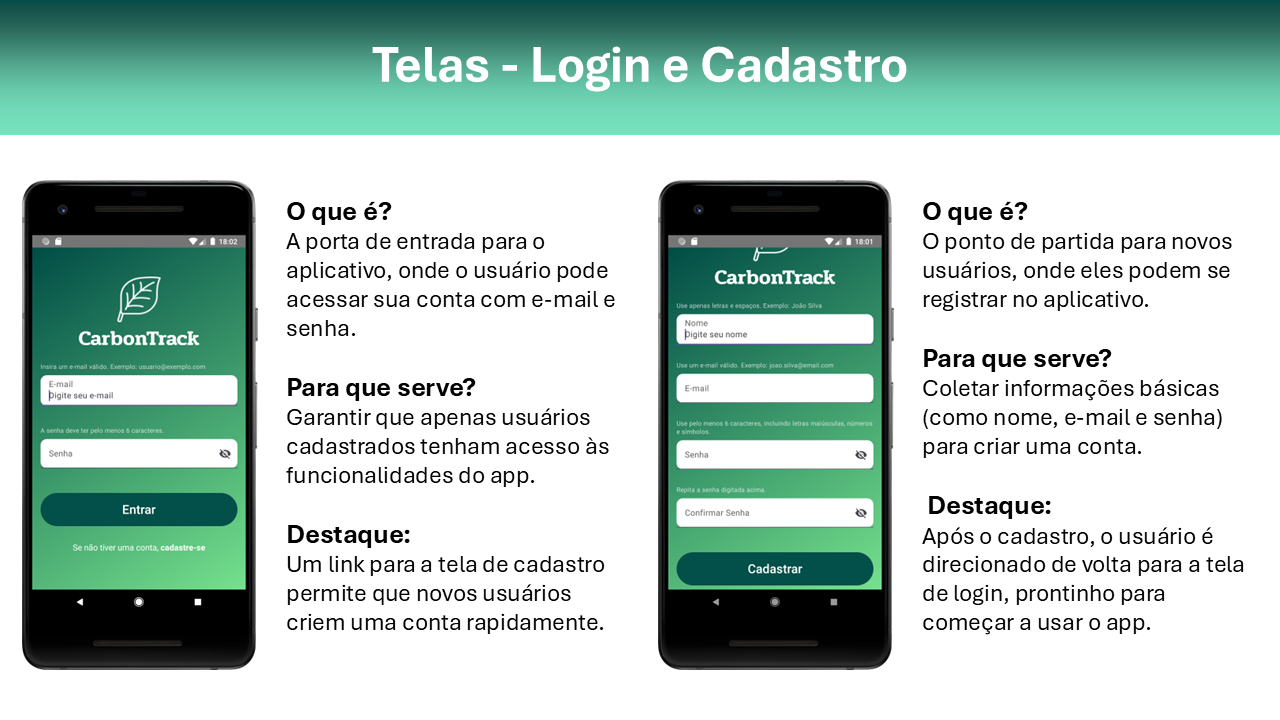 Telas - Login e Cadastro
18:02
CarbonTrack
Insira um e-mail válido. Exemplo: usuario@exemplo.com
E-mail
Digite seu e-mail
A senha deve ter pelo menos 6 caracteres.
Senha
Entrar
Se não tiver uma conta, cadastre-se
O que é?
A porta de entrada para o
aplicativo, onde o usuário pode
acessar sua conta com e-mail e
senha.
Para que serve?
Garantir que apenas usuários
cadastrados tenham acesso às
funcionalidades do app.
Destaque:
Um link para a tela de cadastro
permite que novos usuários
criem uma conta rapidamente.
18:01
CarbonTrack
Use apenas letras e espaços. Exemplo: João Silva
Nome
Digite seu nome
Use um e-mail válido. Exemplo: joao.silva@email.com
E-mail
Use pelo menos 6 caracteres, incluindo letras maiúsculas, números
e símbolos.
Senha
Repita a senha digitada acima.
Confirmar Senha
Cadastrar
O que é?
O ponto de partida para novos
usuários, onde eles podem se
registrar no aplicativo.
Para que serve?
Coletar informações básicas
(como nome, e-mail e senha)
para criar uma conta.
Destaque:
Após o cadastro, o usuário é
direcionado de volta para a tela
de login, prontinho para
começar a usar o app.